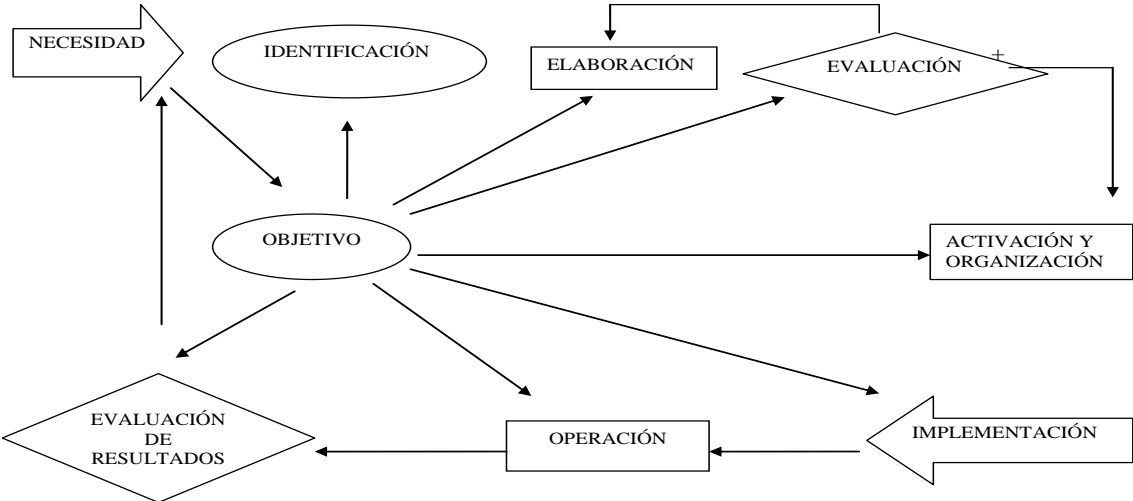 NECESIDAD
IDENTIFICACIÓN
ELABORACIÓN
EVALUACIÓN
+
OBJETIVO
ACTIVACIÓN Y
ORGANIZACIÓN
EVALUACIÓN
DE
RESULTADOS
OPERACIÓN
IMPLEMENTACIÓN